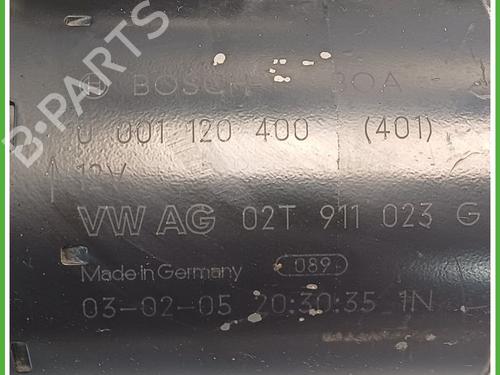 B-PARTS
BOSCH
0 001 120 400 (401)
12V
VW AG 02T 911 023 G
Made in Germany 089
03-02-05 20:30:35 1N